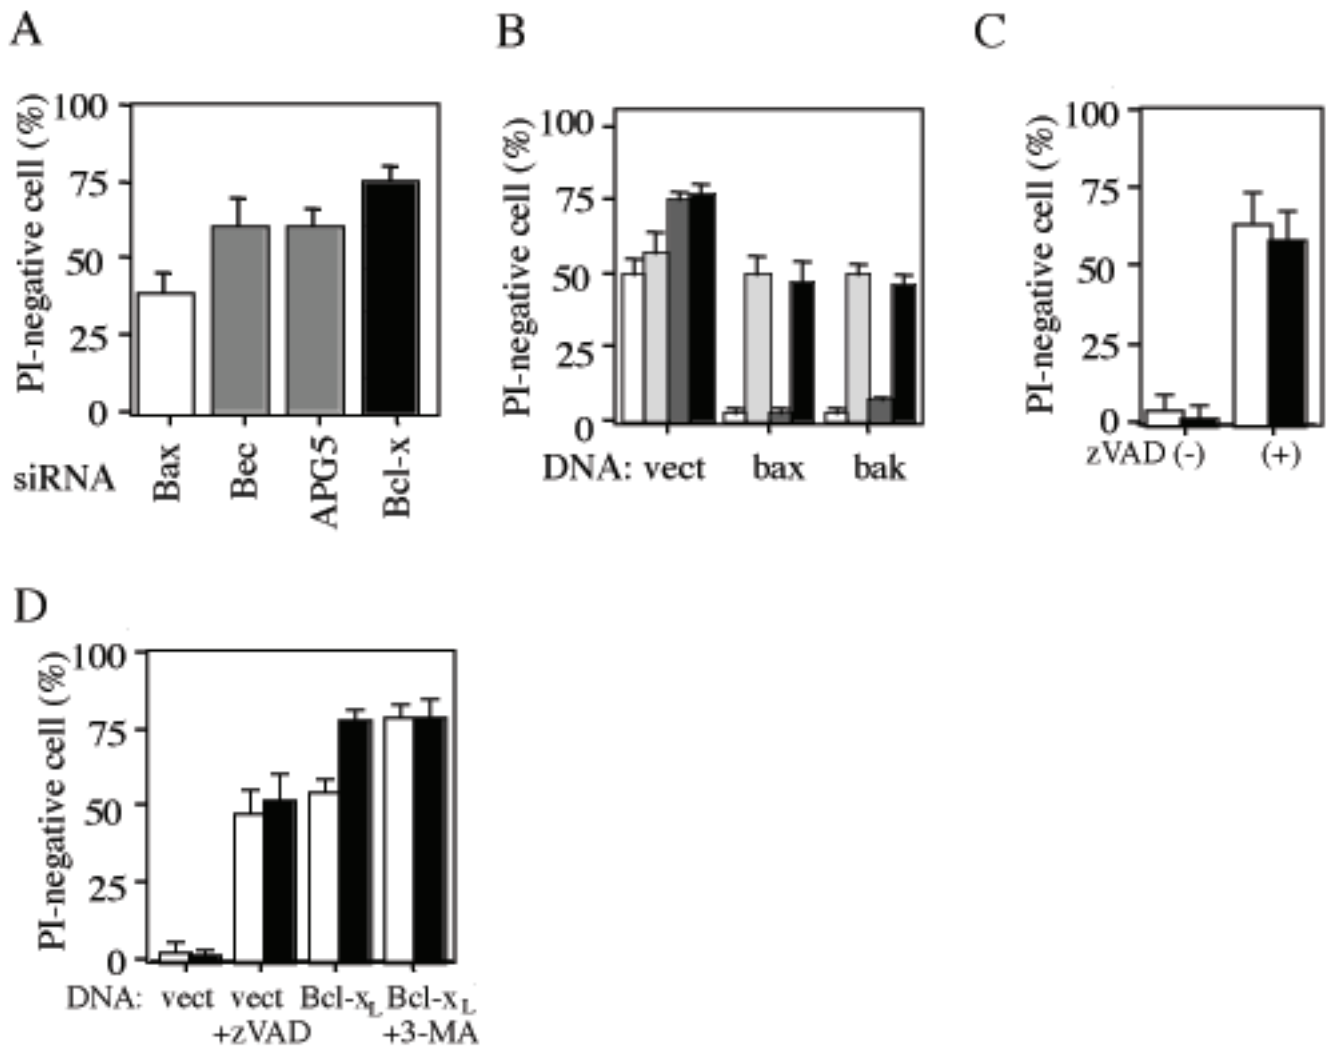 A
PI-negative cell (%)
100
75
50
25
0
siRNA
Bax
Bec
APG5
Bcl-x
B
PI-negative cell (%)
100
75
50
25
0
DNA: vect bax bak
C
PI-negative cell (%)
100
75
50
25
0
zVAD (-) (+)
D
PI-negative cell (%)
100
75
50
25
0
DNA: vect vect Bcl-xL Bcl-xL
+zVAD +3-MA